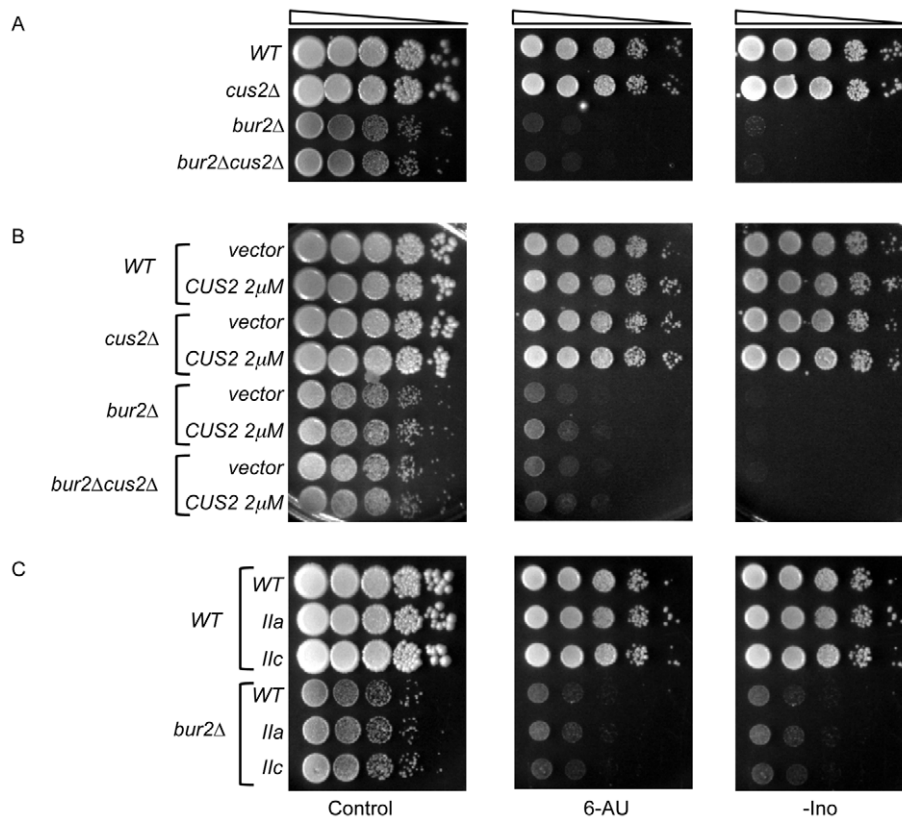 A
WT
cus2Δ
bur2Δ
bur2Δcus2Δ
B
WT
vector
CUS2 2μM
cus2Δ
vector
CUS2 2μM
bur2Δ
vector
CUS2 2μM
bur2Δcus2Δ
vector
CUS2 2μM
C
WT
WT
IIa
IIc
bur2Δ
WT
IIa
IIc
Control
6-AU
-Ino